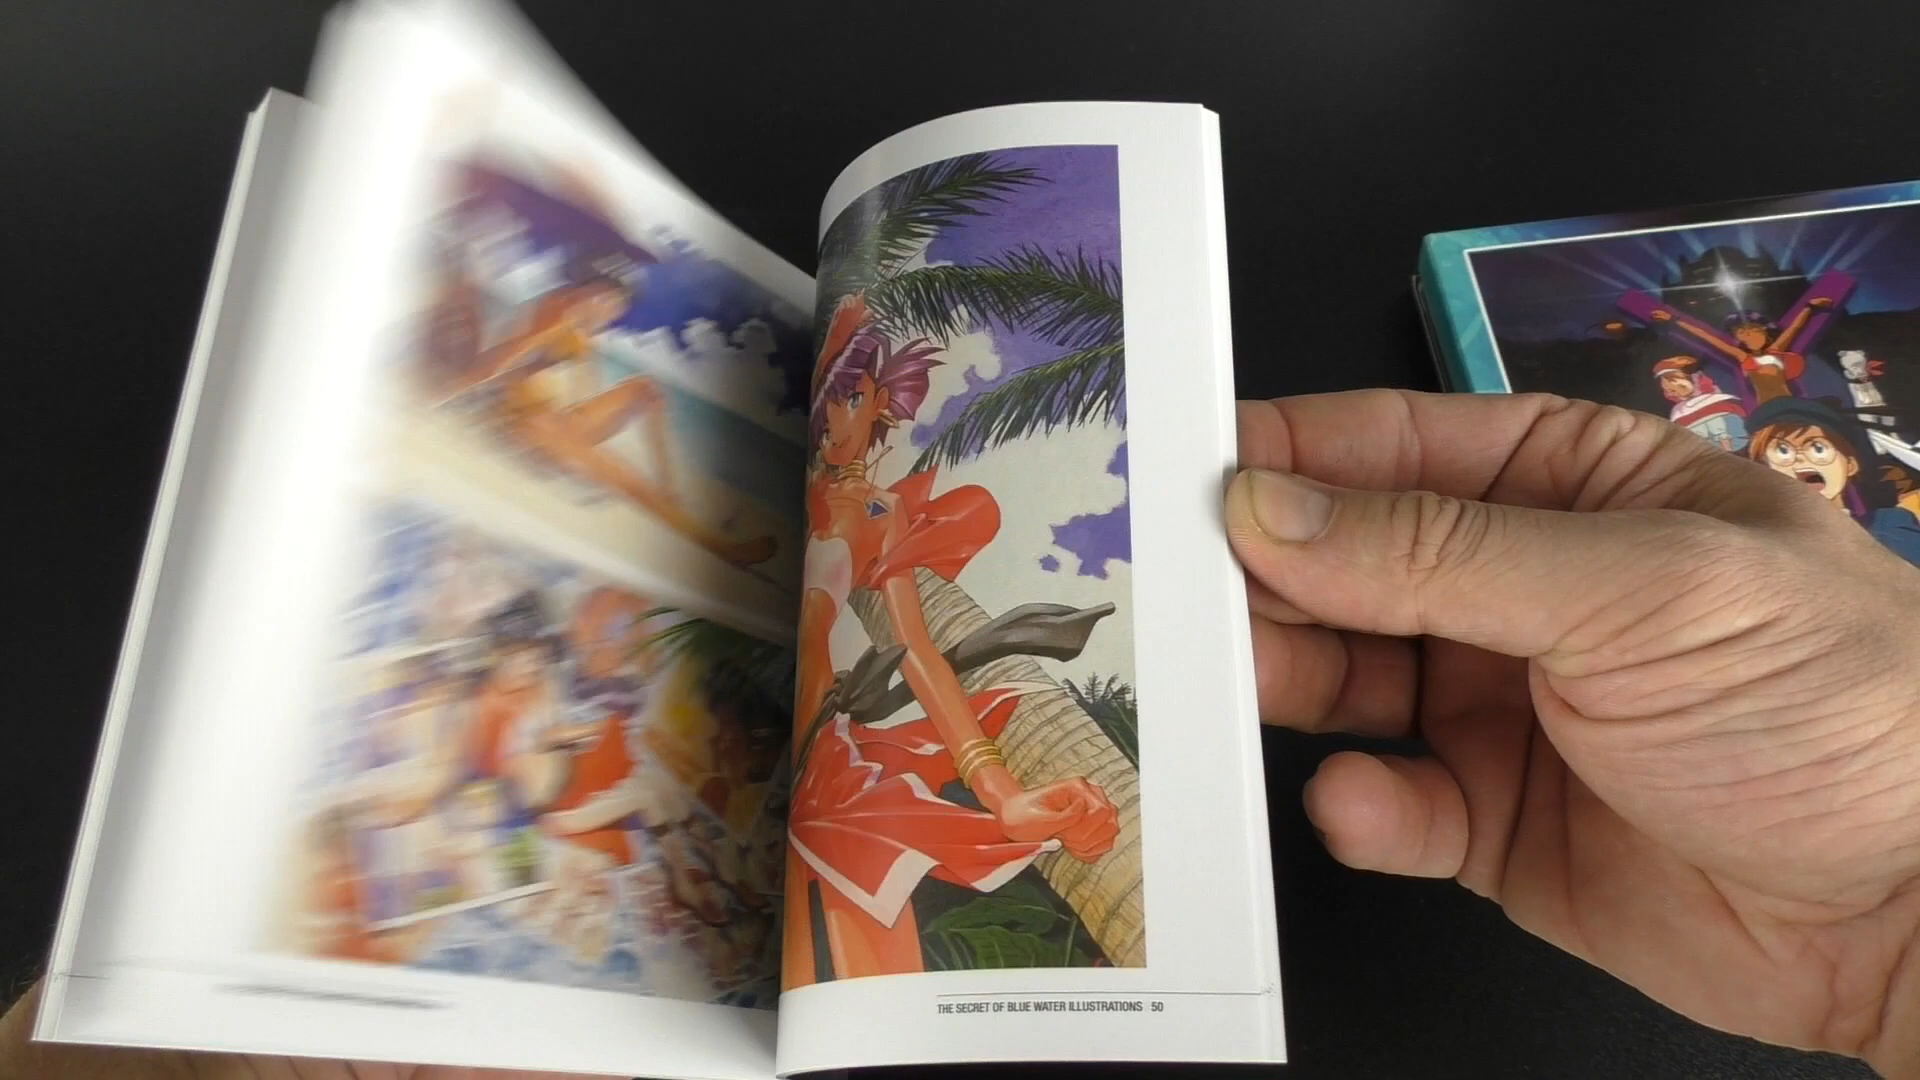 THE SECRET OF BLUE WATER ILLUSTRATIONS 50